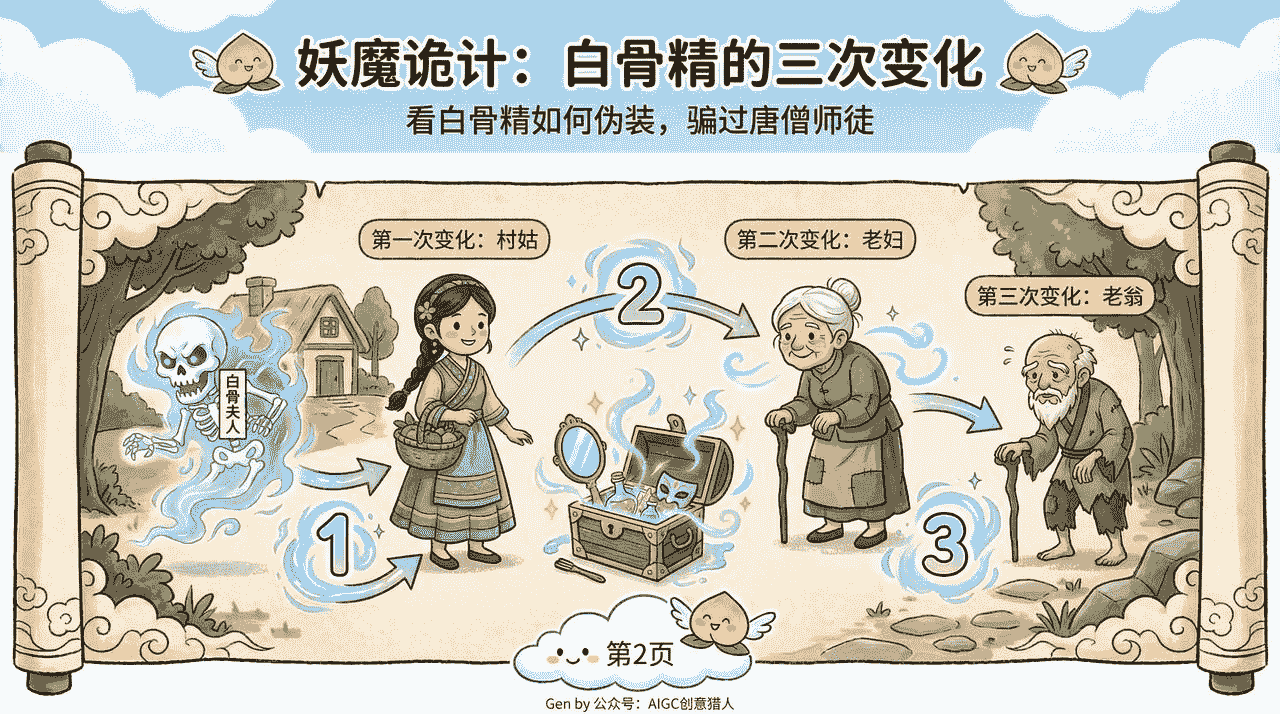 妖魔诡计：白骨精的三次变化
看白骨精如何伪装，骗过唐僧师徒
第一次变化：村姑
第二次变化：老妇
第三次变化：老翁
白骨夫人
1
2
3
第2页
Gen by 公众号：AIGC创意猎人